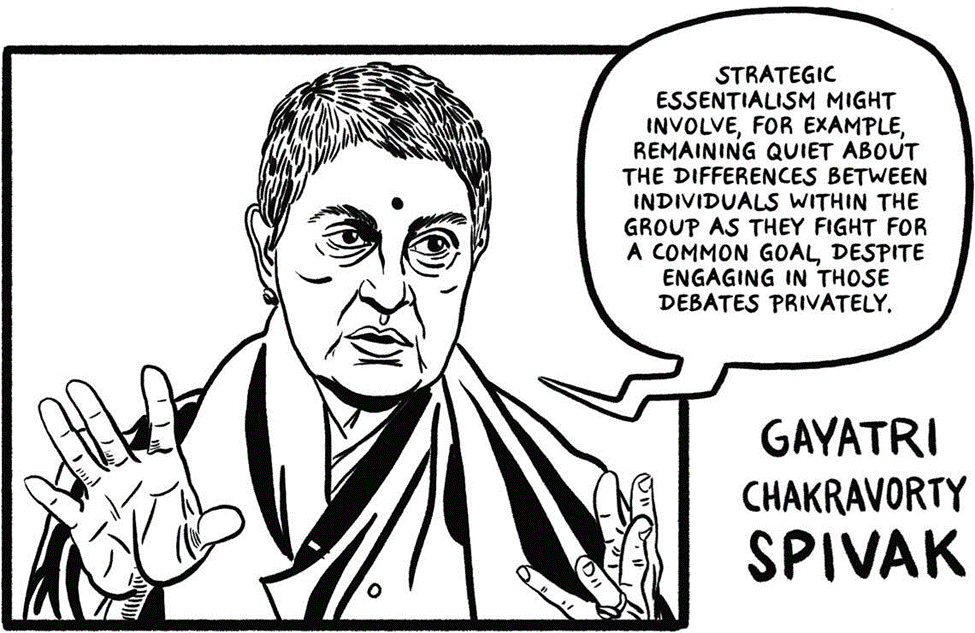 STRATEGIC
ESSENTIALISM MIGHT
INVOLVE, FOR EXAMPLE,
REMAINING QUIET ABOUT
THE DIFFERENCES BETWEEN
INDIVIDUALS WITHIN THE
GROUP AS THEY FIGHT FOR
A COMMON GOAL, DESPITE
ENGAGING IN THOSE
DEBATES PRIVATELY.
GAYATRI
CHAKRAVORTY
SPIVAK